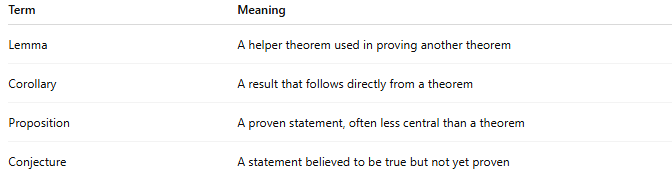 Term Meaning
Lemma A helper theorem used in proving another theorem
Corollary A result that follows directly from a theorem
Proposition A proven statement, often less central than a theorem
Conjecture A statement believed to be true but not yet proven